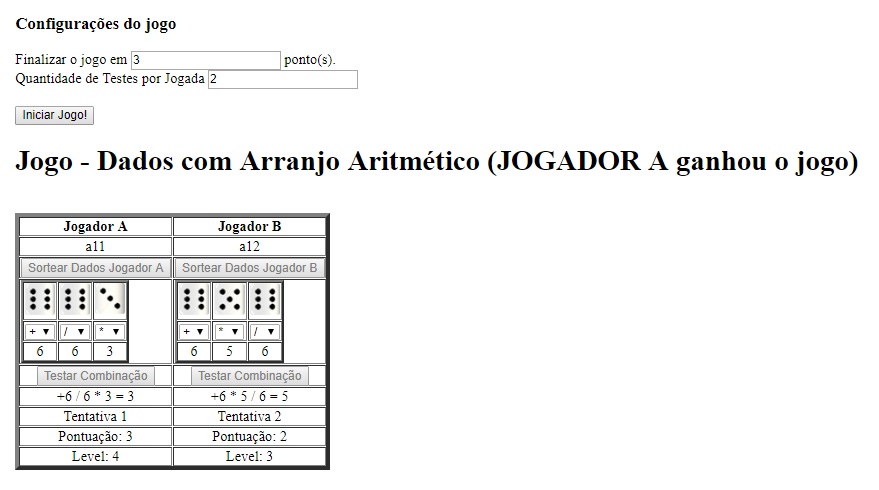 Configurações do jogo
Finalizar o jogo em 3 ponto(s).
Quantidade de Testes por Jogada 2
Iniciar Jogo!
Jogo - Dados com Arranjo Aritmético (JOGADOR A ganhou o jogo)
Jogador A Jogador B
a11 a12
Sortear Dados Jogador A Sortear Dados Jogador B
+ / * + * /
6 6 3 6 5 6
Testar Combinação Testar Combinação
+6 / 6 * 3 = 3 +6 * 5 / 6 = 5
Tentativa 1 Tentativa 2
Pontuação: 3 Pontuação: 2
Level: 4 Level: 3